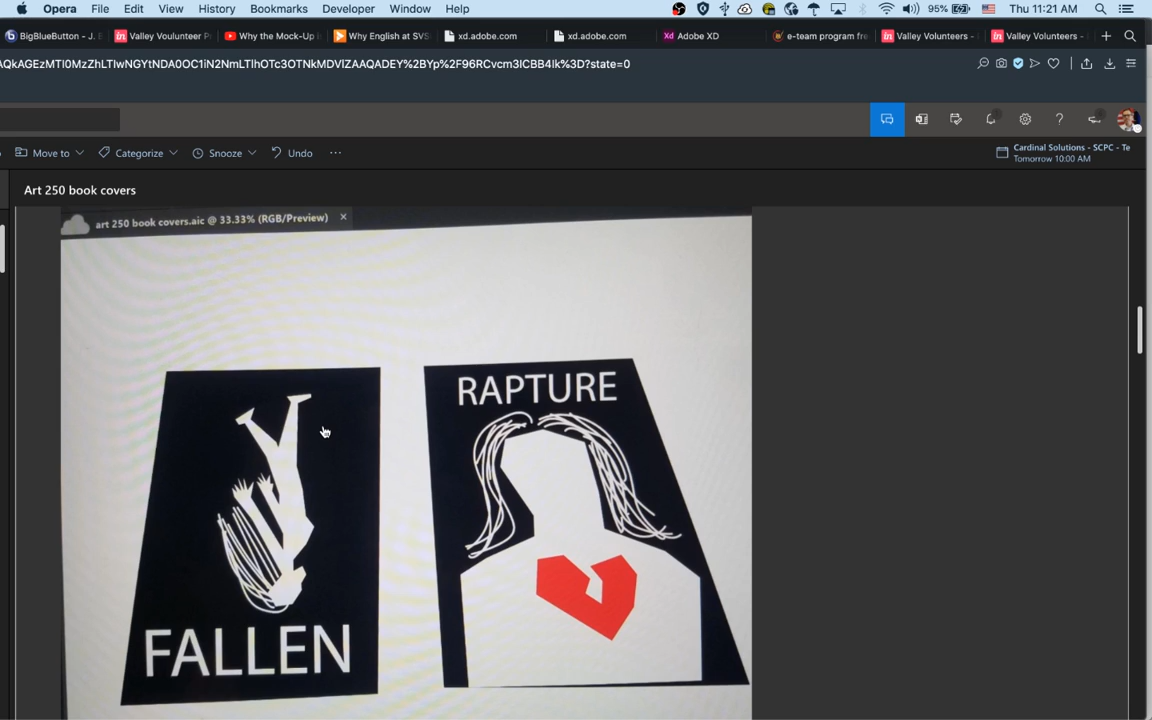 Opera File Edit View History Bookmarks Developer Window Help 95% Thu 11:21 AM
BigBlueButton - J. B Valley Voulunteer P Why the Mock-Up Why English at SVS xd.adobe.com xd.adobe.com Adobe XD e-team program fre Valley Volunteers - Valley Volunteers -
AQkAGEzMTI0MzZhLTIwNGYtNDA0OC1iN2NmLTlhOTc3OTNkMDVlZAAQADEY%2BYp%2F96RCvcm3ICBB4Ik%3D?state=0
Move to Categorize Snooze Undo ... Cardinal Solutions - SCPC - Te
Tomorrow 10:00 AM
Art 250 book covers
art 250 book covers.aic @ 33.33% (RGB/Preview)
RAPTURE
FALLEN